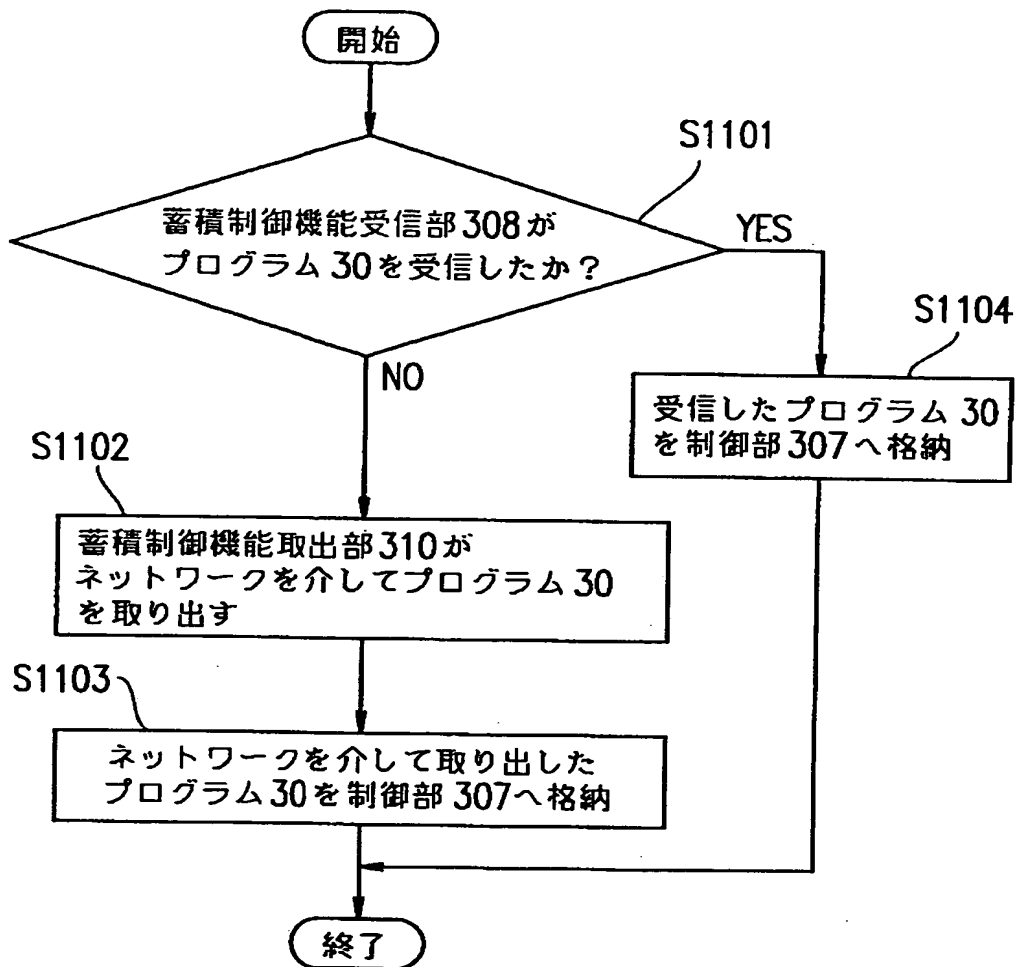 開始
S1101
蓄積制御機能受信部308が
プログラム30を受信したか?
YES
NO
S1104
受信したプログラム30
を制御部307へ格納
S1102
蓄積制御機能取出部310が
ネットワークを介してプログラム30
を取り出す
S1103
ネットワークを介して取り出した
プログラム30を制御部307へ格納
終了